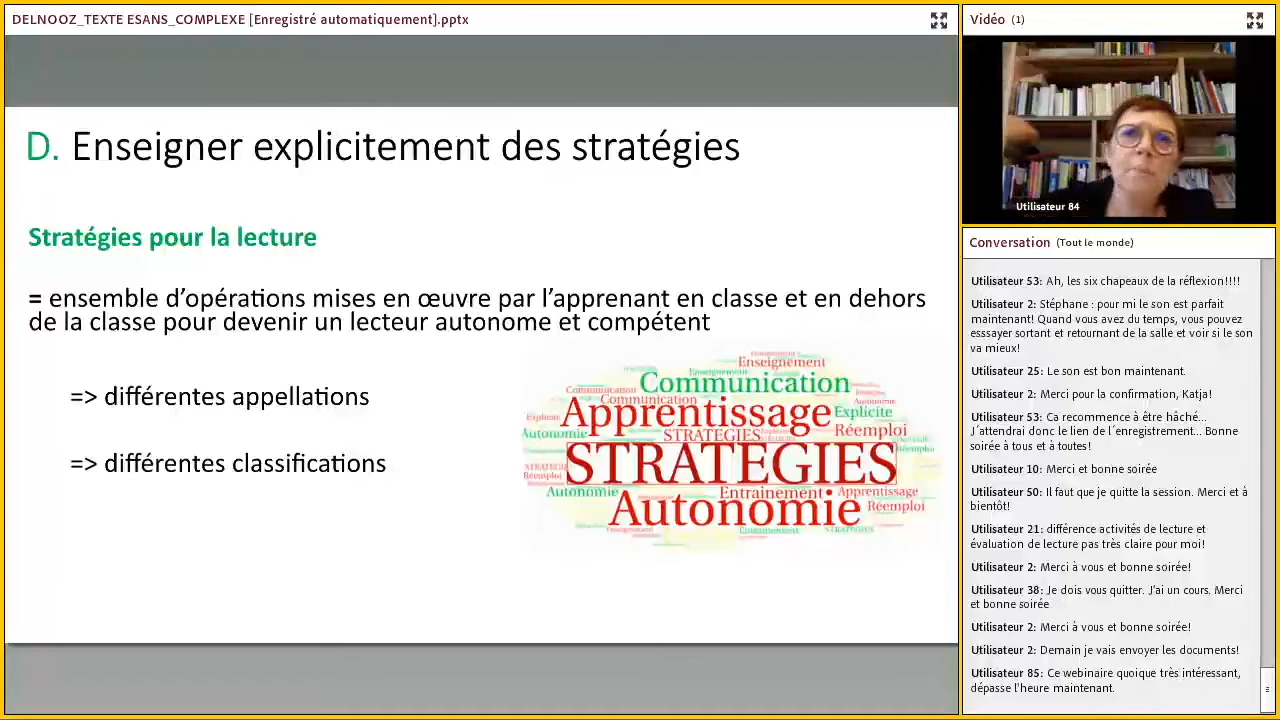 DELNOOZ_TEXTE ESANS_COMPLEXE [Enregistré automatiquement].pptx
D. Enseigner explicitement des stratégies
Stratégies pour la lecture
= ensemble d’opérations mises en œuvre par l’apprenant en classe et en dehors
de la classe pour devenir un lecteur autonome et compétent
=> différentes appellations
=> différentes classifications
Enseignement
Communication
Communication
Communication
Apprentissage
Explicite
Autonomie
Autonomie
STRATEGIES
Réemploi
STRATEGIES
Réemploi
Autonomie
Entrainement
Apprentissage
Autonomie
Réemploi
STRATEGIES
Vidéo (1)
Utilisateur 84
Conversation (Tout le monde)
Utilisateur 53: Ah, les six chapeaux de la réflexion!!!!
Utilisateur 2: Stéphane : pour mi le son est parfait
maintenant! Quand vous avez du temps, vous pouvez
esssayer sortant et retournant de la salle et voir si le son
va mieux!
Utilisateur 25: Le son est bon maintenant.
Utilisateur 2: Merci pour la confirmation, Katja!
Utilisateur 53: Ca recommence à être hâché...
J´attendrai donc le lien de l´enregistrement... Bonne
soirée à tous et à toutes!
Utilisateur 10: Merci et bonne soirée
Utilisateur 50: Il faut que je quitte la session. Merci et à
bientôt!
Utilisateur 21: différence activités de lecture et
évaluation de lecture pas très claire pour moi!
Utilisateur 2: Merci à vous et bonne soirée!
Utilisateur 38: Je dois vous quitter. J'ai un cours. Merci
et bonne soirée
Utilisateur 2: Merci à vous et bonne soirée!
Utilisateur 2: Demain je vais envoyer les documents!
Utilisateur 85: Ce webinaire quoique très intéressant,
dépasse l'heure maintenant.